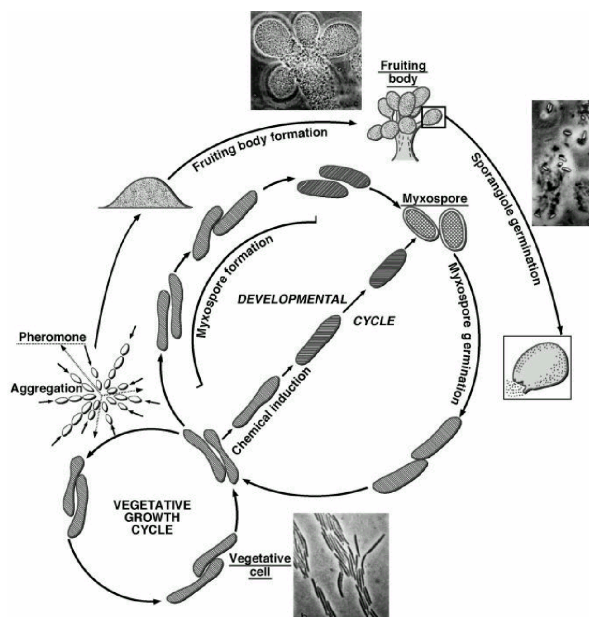 Fruiting
body
Fruiting body formation
Sporangiole germination
Myxospore
Myxospore formation
DEVELOPMENTAL
CYCLE
Myxospore germination
Pheromone
Aggregation
Chemical induction
VEGETATIVE
GROWTH
CYCLE
Vegetative
cell